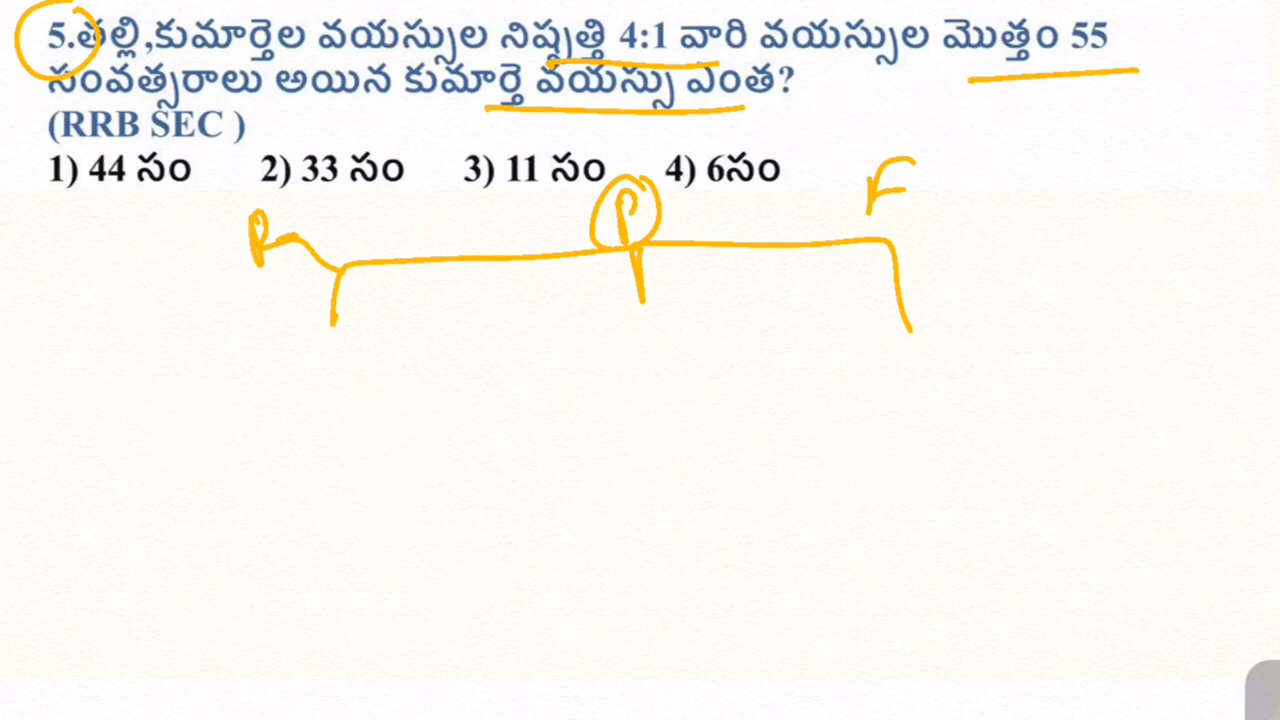 5.తల్లి,కుమార్తెల వయస్సుల నిష్పత్తి 4:1 వారి వయస్సుల మొత్తం 55
సంవత్సరాలు అయిన కుమార్తె వయస్సు ఎంత?
(RRB SEC )
1) 44 సం 2) 33 సం 3) 11 సం 4) 6సం
P F